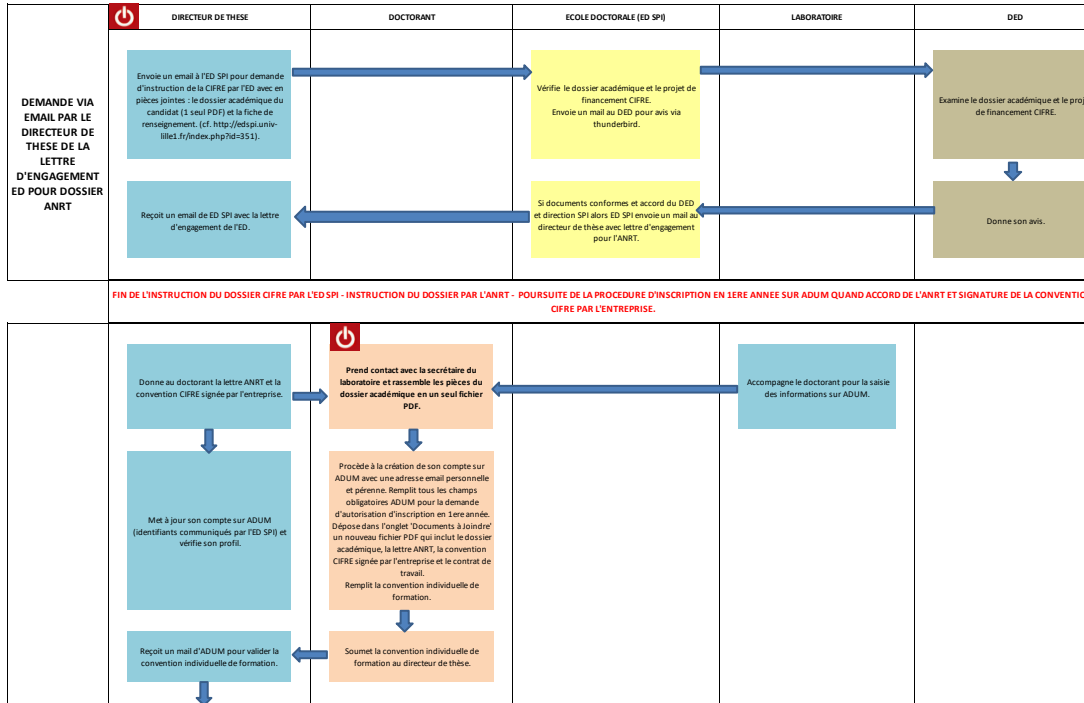 DIRECTEUR DE THESE
DOCTORANT
ECOLE DOCTORALE (ED SPI)
LABORATOIRE
DED
DEMANDE VIA
EMAIL PAR LE
DIRECTEUR DE
THESE DE LA
LETTRE
D'ENGAGEMENT
ED POUR DOSSIER
ANRT
Envoie un email à l'ED SPI pour demande
d'instruction de la CIFRE par l'ED avec en
pièces jointes : le dossier académique du
candidat (1 seul PDF) et la fiche de
renseignement. (cf. http://edspi.univ-
lille1.fr/index.php?id=351).
Vérifie le dossier académique et le projet de
financement CIFRE.
Envoie un mail au DED pour avis via
thunderbird.
Examine le dossier académique et le proj
de financement CIFRE.
Reçoit un email de ED SPI avec la lettre
d'engagement de l'ED.
Si documents conformes et accord du DED
et direction SPI alors ED SPI envoie un mail au
directeur de thèse avec lettre d'engagement
pour l'ANRT.
Donne son avis.
FIN DE L'INSTRUCTION DU DOSSIER CIFRE PAR L'ED SPI - INSTRUCTION DU DOSSIER PAR L'ANRT - POURSUITE DE LA PROCEDURE D'INSCRIPTION EN 1ERE ANNEE SUR ADUM QUAND ACCORD DE L'ANRT ET SIGNATURE DE LA CONVENTIO
CIFRE PAR L'ENTREPRISE.
Donne au doctorant la lettre ANRT et la
convention CIFRE signée par l'entreprise.
Prend contact avec la secrétaire du
laboratoire et rassemble les pièces du
dossier académique en un seul fichier
PDF.
Accompagne le doctorant pour la saisie
des informations sur ADUM.
Met à jour son compte sur ADUM
(identifiants communiqués par l'ED SPI) et
vérifie son profil.
Procède à la création de son compte sur
ADUM avec une adresse email personnelle
et pérenne. Remplit tous les champs
obligatoires ADUM pour la demande
d'autorisation d'inscription en 1ere année.
Dépose dans l'onglet 'Documents à Joindre'
un nouveau fichier PDF qui inclut le dossier
académique, la lettre ANRT, la convention
CIFRE signée par l'entreprise et le contrat de
travail.
Remplit la convention individuelle de
formation.
Reçoit un mail d'ADUM pour valider la
convention individuelle de formation.
Soumet la convention individuelle de
formation au directeur de thèse.